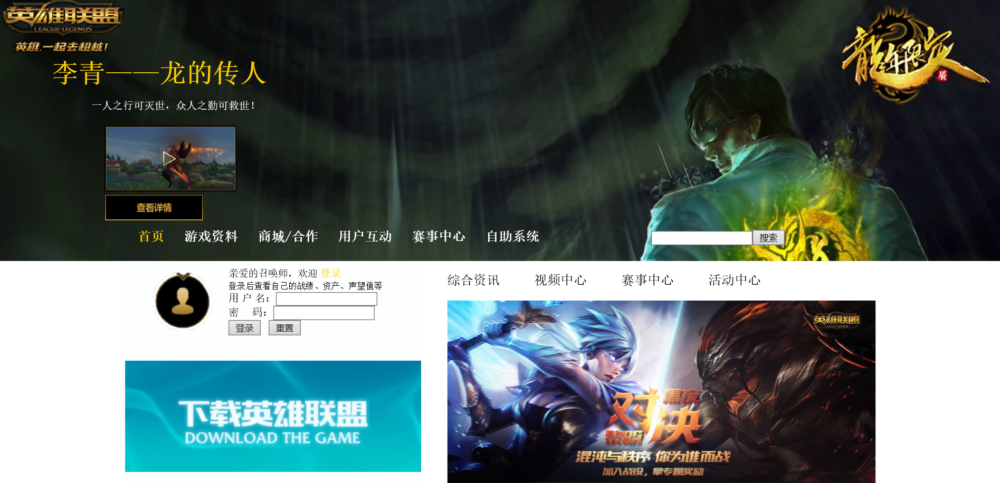 英雄联盟
LEAGUE OF LEGENDS
英雄,一起去超越!
龍年限定
辰
李青——龙的传人
一人之行可灭世，众人之勤可救世！
查看详情
首页 游戏资料 商城/合作 用户互动 赛事中心 自助系统 搜索
亲爱的召唤师，欢迎 登录
登录后查看自己的战绩、资产、声望值等
用 户 名：
密 码：
登录 重置
综合资讯 视频中心 赛事中心 活动中心
下载英雄联盟
DOWNLOAD THE GAME
英雄联盟
LEAGUE OF LEGENDS
黑夜
对决
黎明
混沌与秩序 你为谁而战
加入战役，拿专属奖励